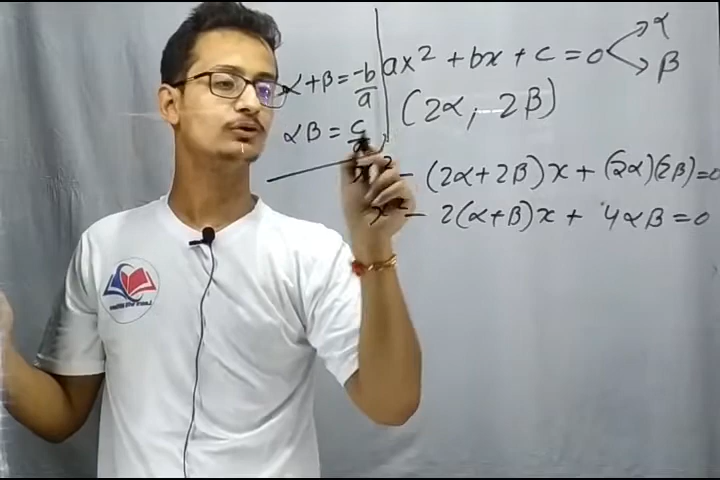 α+β = -b/a
αβ = c/a
ax² + bx + c = 0
α
β
(2α, 2β)
x² - (2α+2β)x + (2α)(2β)=0
x² - 2(α+β)x + 4αβ=0